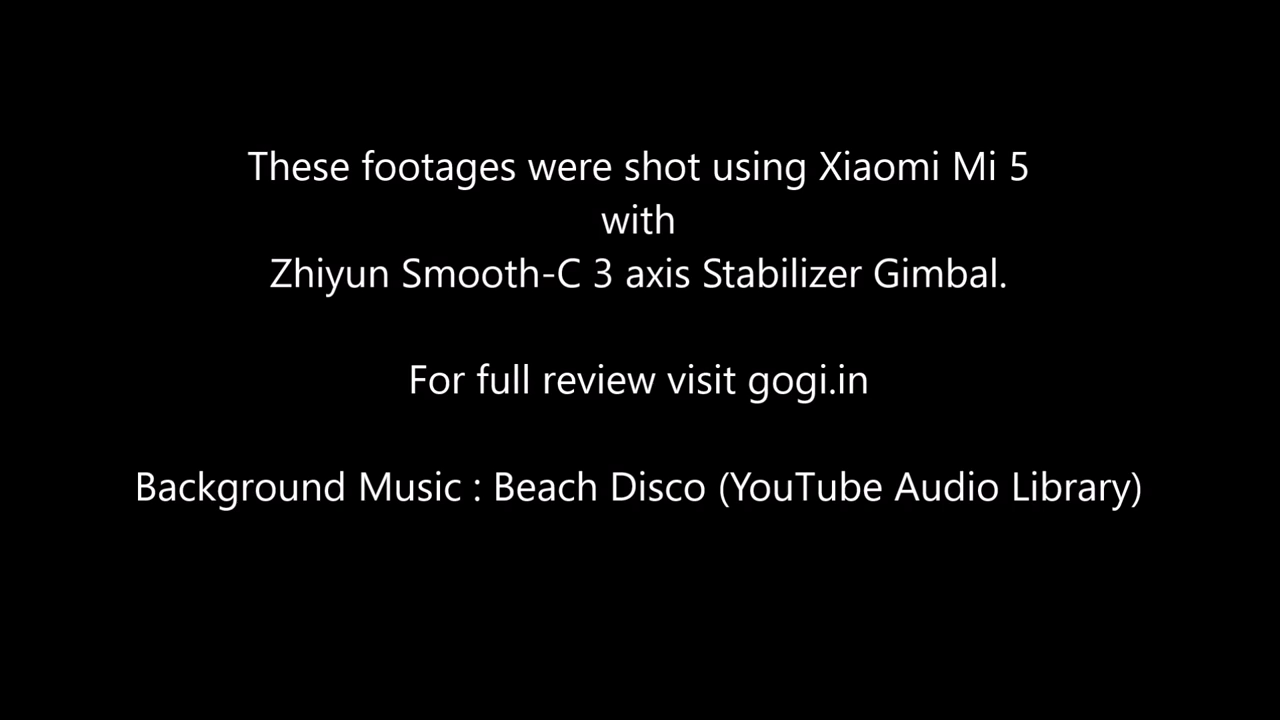 These footages were shot using Xiaomi Mi 5
with
Zhiyun Smooth-C 3 axis Stabilizer Gimbal.
For full review visit gogi.in
Background Music : Beach Disco (YouTube Audio Library)